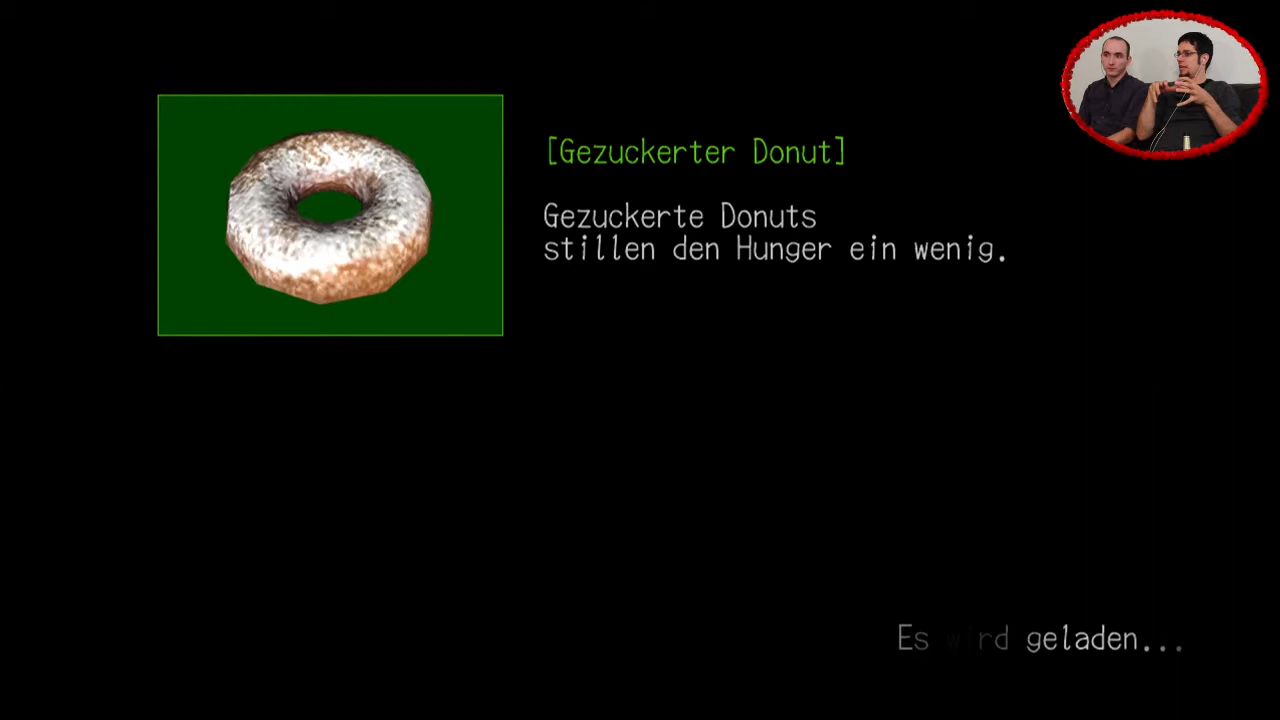 [Gezuckerter Donut]
Gezuckerte Donuts
stillen den Hunger ein wenig.
Es wird geladen...